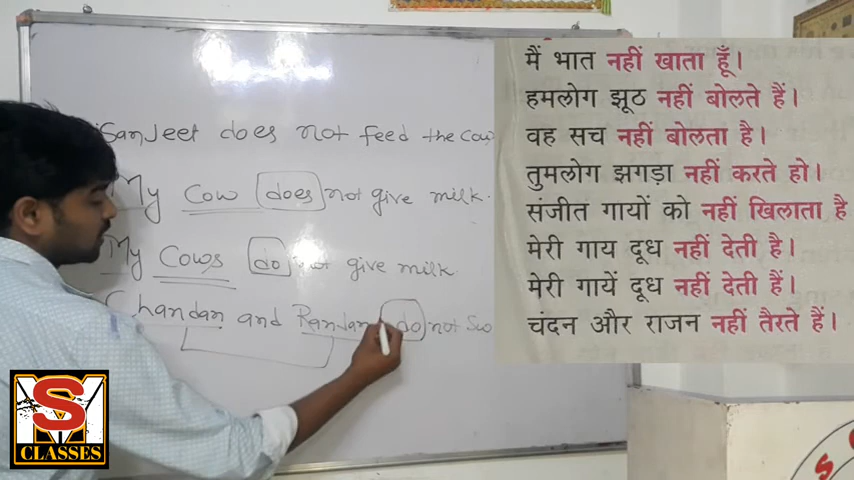 SanJeet does not feed the Cow
My Cow does not give milk.
My Cows do not give milk.
Chandan and RanJan do not Sw
मैं भात नहीं खाता हूँ।
हमलोग झूठ नहीं बोलते हैं।
वह सच नहीं बोलता है।
तुमलोग झगड़ा नहीं करते हो।
संजीत गायों को नहीं खिलाता है
मेरी गाय दूध नहीं देती है।
मेरी गायें दूध नहीं देती हैं।
चंदन और राजन नहीं तैरते हैं।
SM
CLASSES